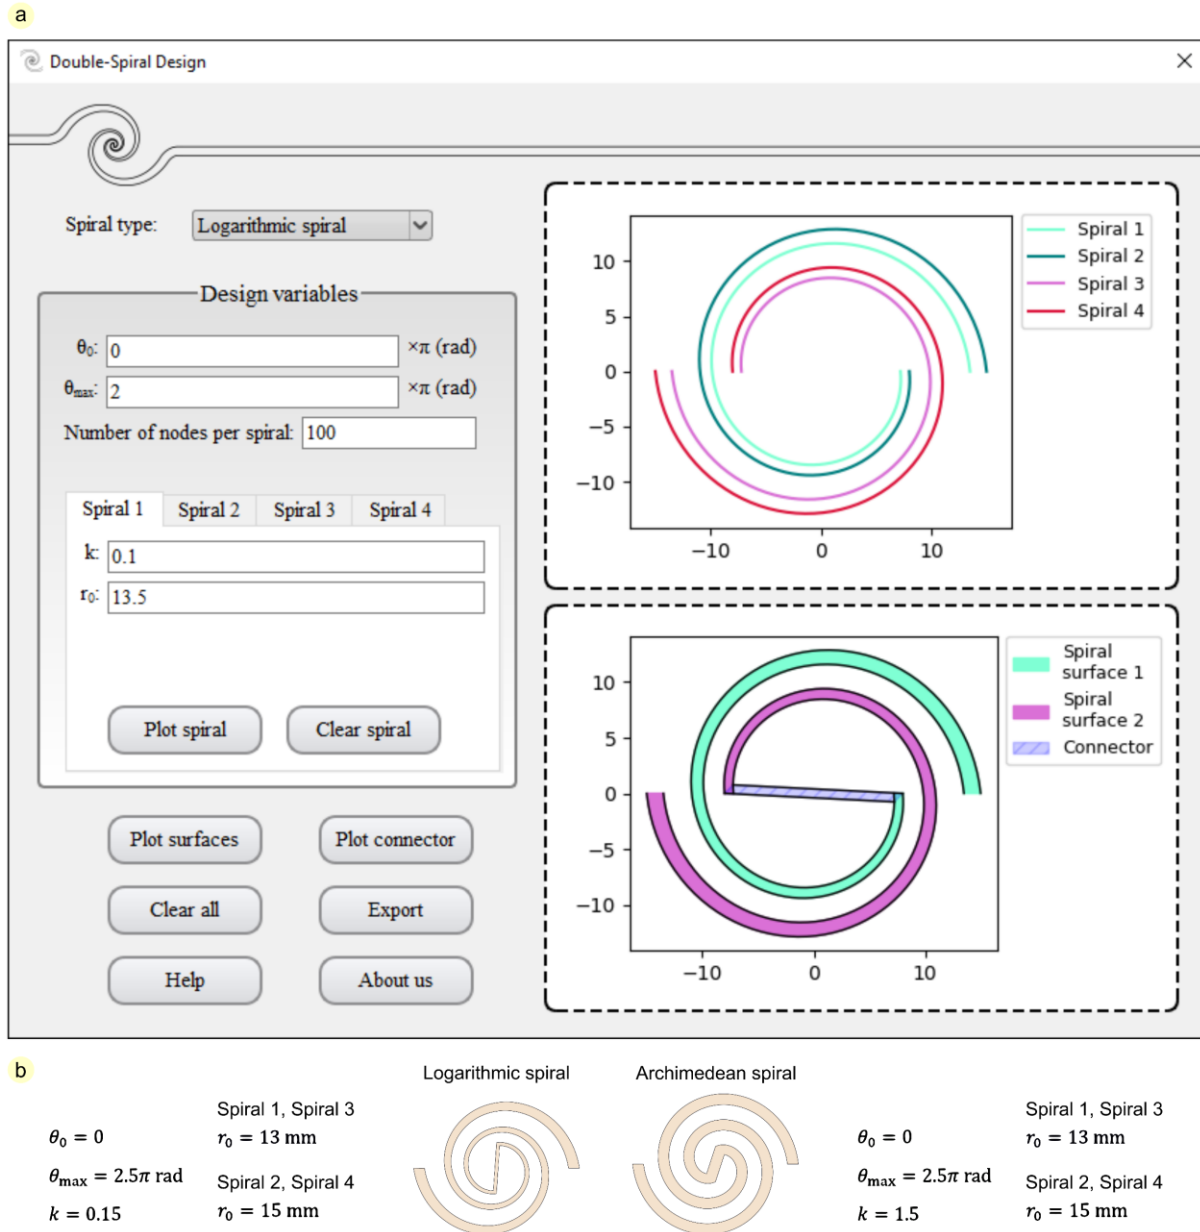 a
Double-Spiral Design
Spiral type: Logarithmic spiral
Design variables
θ₀: 0 ×π (rad)
θmax: 2 ×π (rad)
Number of nodes per spiral: 100
Spiral 1 Spiral 2 Spiral 3 Spiral 4
k: 0.1
r₀: 13.5
Plot spiral Clear spiral
Plot surfaces Plot connector
Clear all Export
Help About us
10
5
0
−5
−10
−10 0 10
Spiral 1
Spiral 2
Spiral 3
Spiral 4
10
5
0
−5
−10
−10 0 10
Spiral
surface 1
Spiral
surface 2
Connector
b
θ₀ = 0
θmax = 2.5π rad
k = 0.15
Spiral 1, Spiral 3
r₀ = 13 mm
Spiral 2, Spiral 4
r₀ = 15 mm
Logarithmic spiral
Archimedean spiral
θ₀ = 0
θmax = 2.5π rad
k = 1.5
Spiral 1, Spiral 3
r₀ = 13 mm
Spiral 2, Spiral 4
r₀ = 15 mm